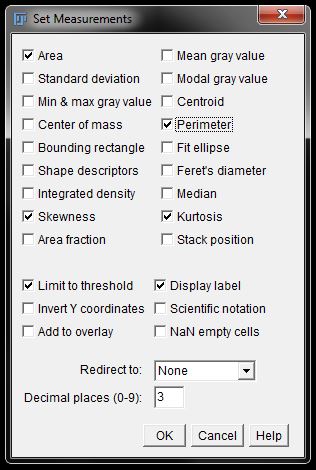 Set Measurements
Area Mean gray value
Standard deviation Modal gray value
Min & max gray value Centroid
Center of mass Perimeter
Bounding rectangle Fit ellipse
Shape descriptors Feret's diameter
Integrated density Median
Skewness Kurtosis
Area fraction Stack position
Limit to threshold Display label
Invert Y coordinates Scientific notation
Add to overlay NaN empty cells
Redirect to: None
Decimal places (0-9): 3
OK Cancel Help